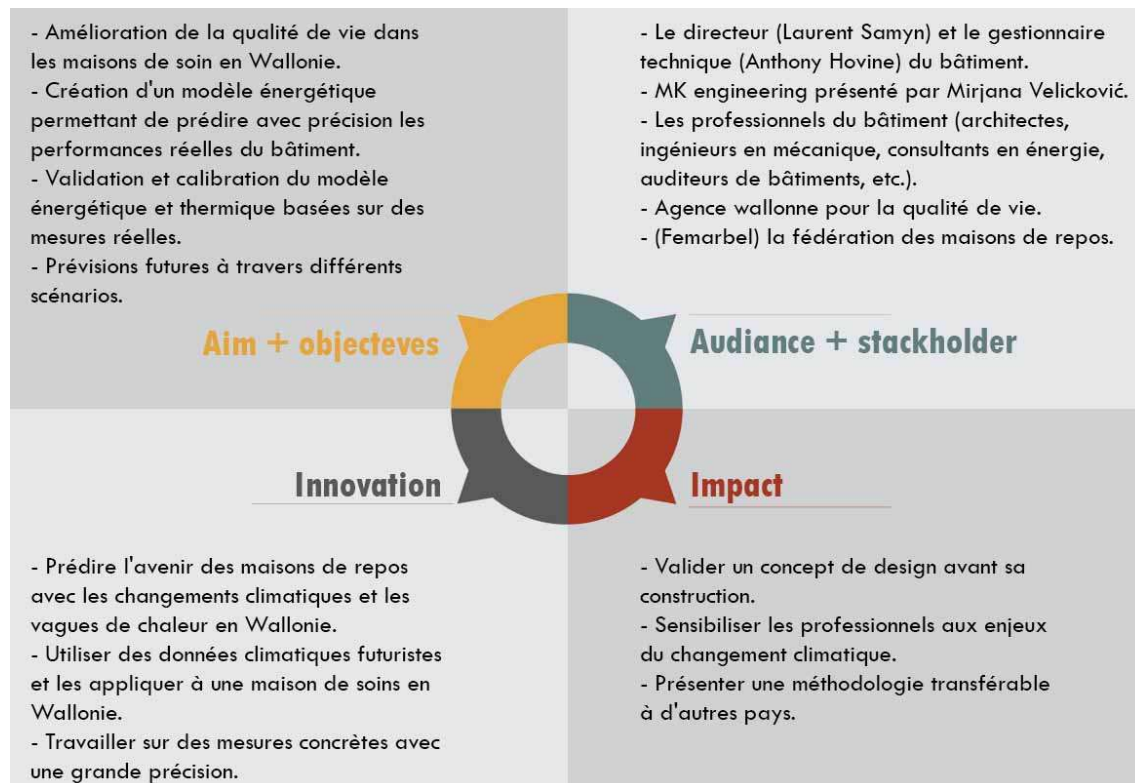 - Amélioration de la qualité de vie dans
les maisons de soin en Wallonie.
- Création d'un modèle énergétique
permettant de prédire avec précision les
performances réelles du bâtiment.
- Validation et calibration du modèle
énergétique et thermique basées sur des
mesures réelles.
- Prévisions futures à travers différents
scénarios.
Aim + objecteves
- Le directeur (Laurent Samyn) et le gestionnaire
technique (Anthony Hovine) du bâtiment.
- MK engineering présenté par Mirjana Velicković.
- Les professionnels du bâtiment (architectes,
ingénieurs en mécanique, consultants en énergie,
auditeurs de bâtiments, etc.).
- Agence wallonne pour la qualité de vie.
- (Femarbel) la fédération des maisons de repos.
Audiance + stackholder
Innovation
- Prédire l'avenir des maisons de repos
avec les changements climatiques et les
vagues de chaleur en Wallonie.
- Utiliser des données climatiques futuristes
et les appliquer à une maison de soins en
Wallonie.
- Travailler sur des mesures concrètes avec
une grande précision.
Impact
- Valider un concept de design avant sa
construction.
- Sensibiliser les professionnels aux enjeux
du changement climatique.
- Présenter une méthodologie transférable
à d'autres pays.